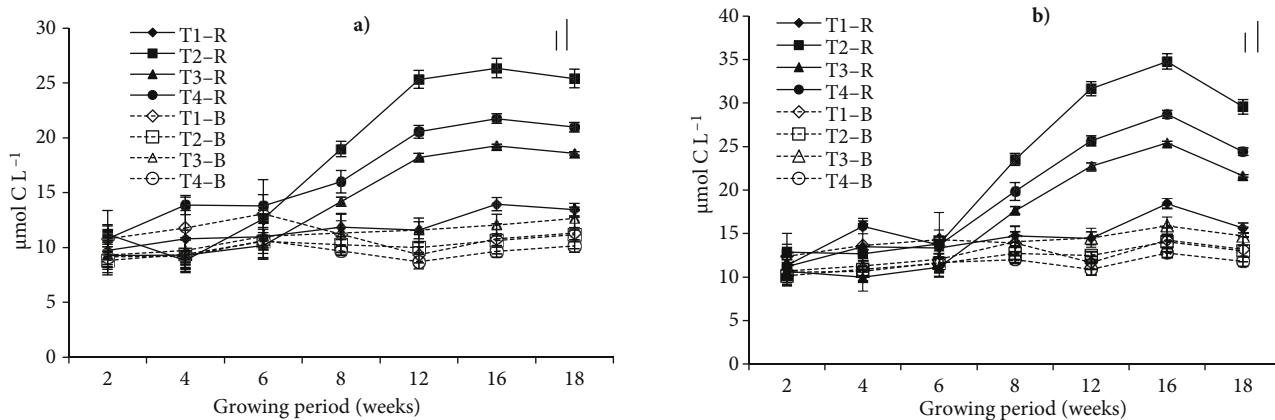 a)
30
25
20
15
10
5
0
μmol C L⁻¹
T1–R
T2–R
T3–R
T4–R
T1–B
T2–B
T3–B
T4–B
2 4 6 8 12 16 18
Growing period (weeks)
b)
40
35
30
25
20
15
10
5
0
μmol C L⁻¹
T1–R
T2–R
T3–R
T4–R
T1–B
T2–B
T3–B
T4–B
2 4 6 8 12 16 18
Growing period (weeks)